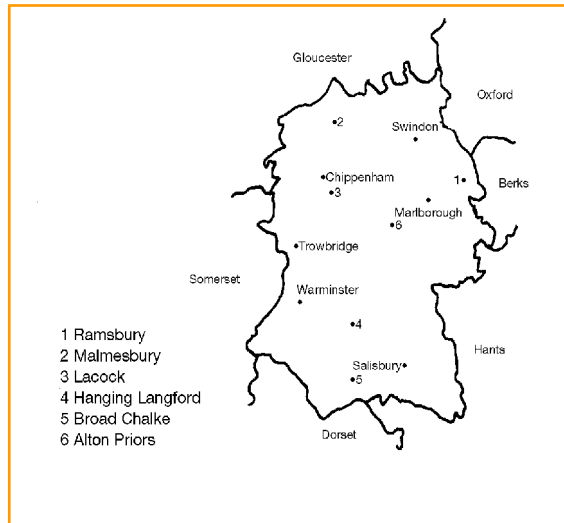 Gloucester
Oxford
2
Swindon
Chippenham
1
3
Berks
Marlborough
6
Trowbridge
Somerset
Warminster
4
Hants
Salisbury
5
Dorset
1 Ramsbury
2 Malmesbury
3 Lacock
4 Hanging Langford
5 Broad Chalke
6 Alton Priors